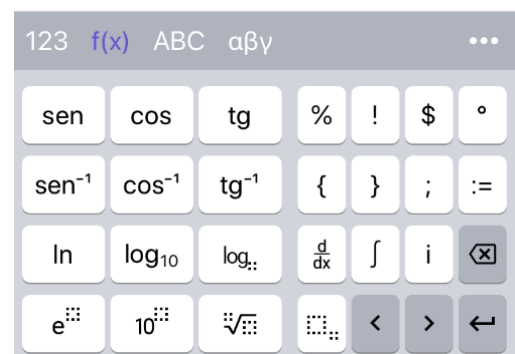 123 f(x) ABC αβγ •••
sen cos tg % ! $ °
sen⁻¹ cos⁻¹ tg⁻¹ { } ; :=
ln log₁₀ log d/dx ∫ i
e 10 √ < >